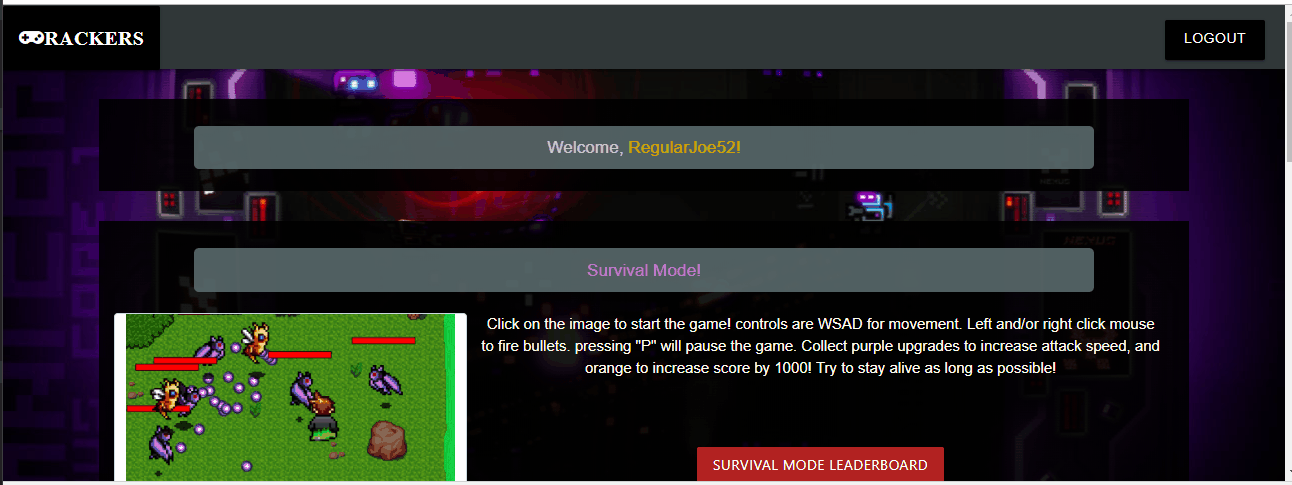 RACKERS
LOGOUT
Welcome, RegularJoe52!
Survival Mode!
Click on the image to start the game! controls are WSAD for movement. Left and/or right click mouse
to fire bullets. pressing "P" will pause the game. Collect purple upgrades to increase attack speed, and
orange to increase score by 1000! Try to stay alive as long as possible!
SURVIVAL MODE LEADERBOARD